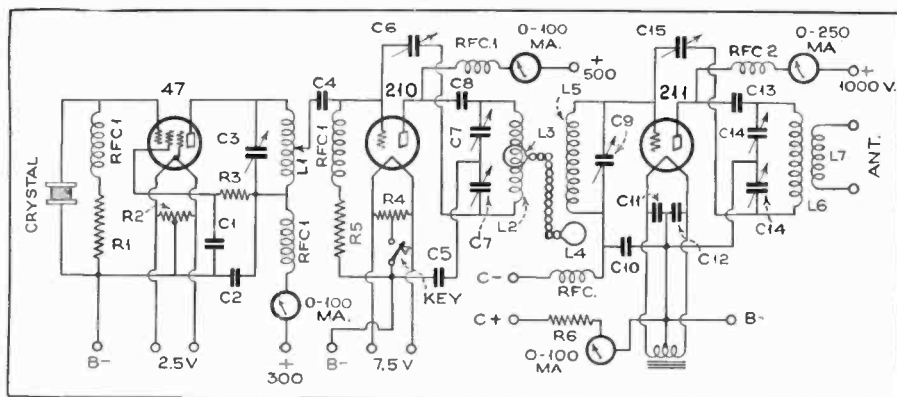 C6
RFC.1
0-100
MA.
+
500
C15
RFC 2
0-250
MA
+
1000 V.
47
C4
210
C8
L5
211
C13
CRYSTAL
RFC1
C3
L1
RFC1
C7
L3
C9
C14
L7
ANT.
R2
R3
R1
C1
C2
RFC1
R5
R4
C5
KEY
C7
L2
L4
C11
C10
C12
C14
L6
0-100
MA.
C-
RFC.
C+
R6
0-100
MA
B-
B-
2.5V
+
300
B-
7.5V